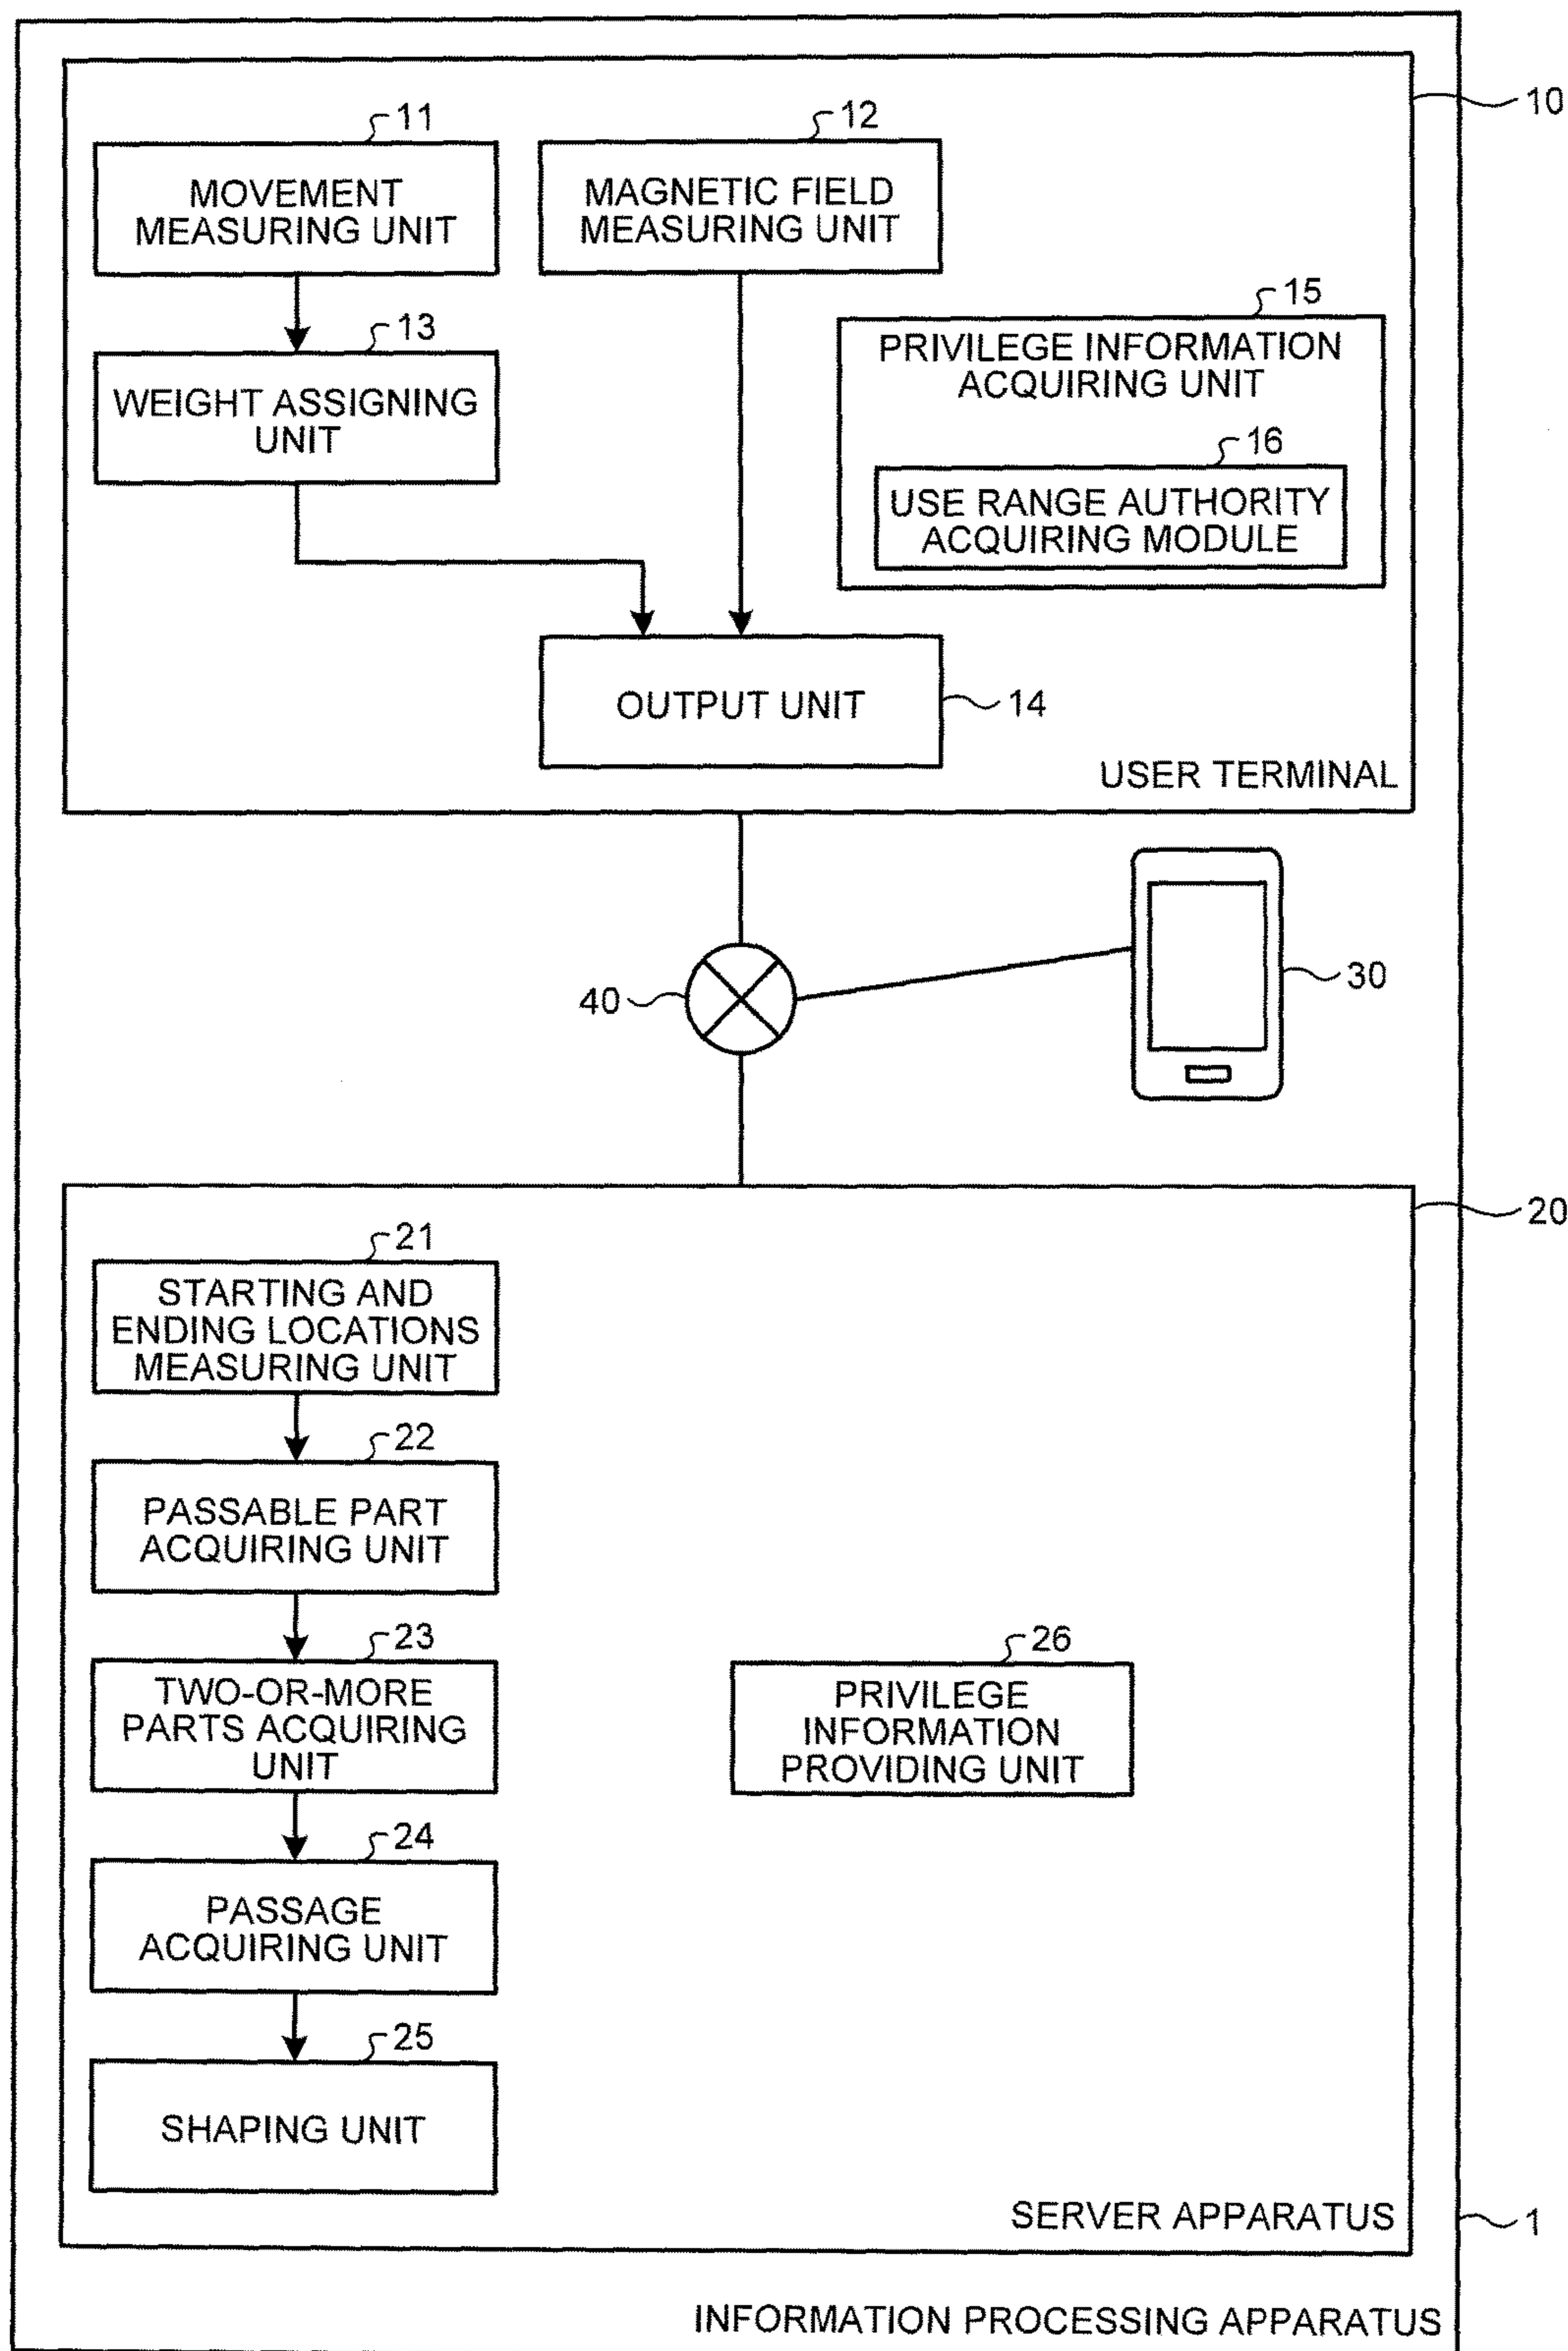 10
11
MOVEMENT
MEASURING UNIT
12
MAGNETIC FIELD
MEASURING UNIT
13
WEIGHT ASSIGNING
UNIT
15
PRIVILEGE INFORMATION
ACQUIRING UNIT
16
USE RANGE AUTHORITY
ACQUIRING MODULE
OUTPUT UNIT
14
USER TERMINAL
40
30
20
21
STARTING AND
ENDING LOCATIONS
MEASURING UNIT
22
PASSABLE PART
ACQUIRING UNIT
23
TWO-OR-MORE
PARTS ACQUIRING
UNIT
26
PRIVILEGE
INFORMATION
PROVIDING UNIT
24
PASSAGE
ACQUIRING UNIT
25
SHAPING UNIT
SERVER APPARATUS
1
INFORMATION PROCESSING APPARATUS